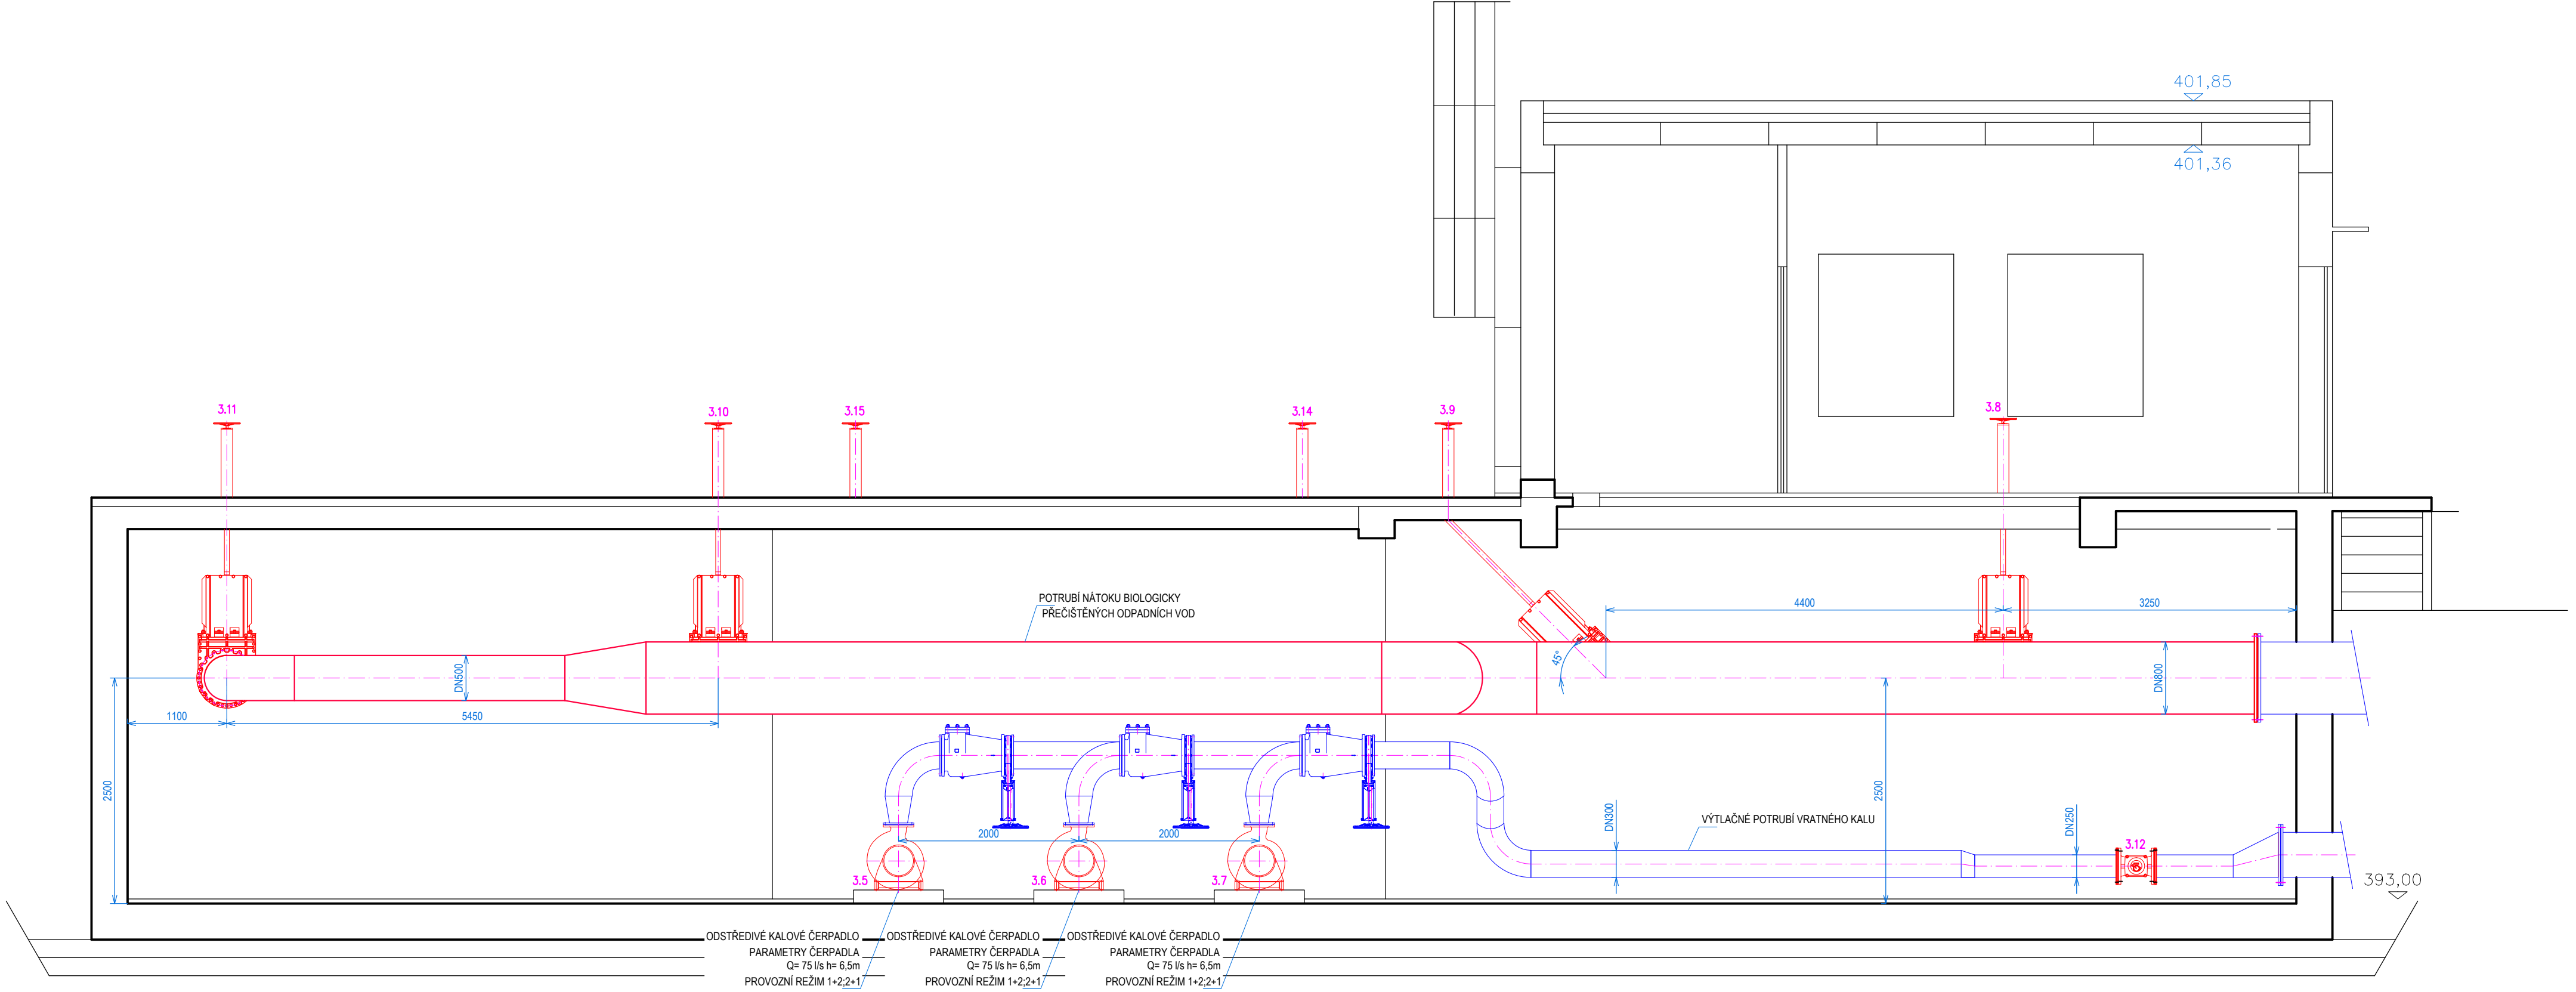 401,85
401,36
3.11
3.10
3.15
3.14
3.9
3.8
POTRUBÍ NÁTOKU BIOLOGICKY
PŘEČIŠTĚNÝCH ODPADNÍCH VOD
4400
3250
45°
DN500
DN800
1100
5450
2500
2500
2000
2000
DN300
VÝTLAČNÉ POTRUBÍ VRATNÉHO KALU
DN250
3.12
3.5
3.6
3.7
393,00
ODSTŘEDIVÉ KALOVÉ ČERPADLO
PARAMETRY ČERPADLA
Q= 75 l/s h= 6,5m
PROVOZNÍ REŽIM 1+2;2+1
ODSTŘEDIVÉ KALOVÉ ČERPADLO
PARAMETRY ČERPADLA
Q= 75 l/s h= 6,5m
PROVOZNÍ REŽIM 1+2;2+1
ODSTŘEDIVÉ KALOVÉ ČERPADLO
PARAMETRY ČERPADLA
Q= 75 l/s h= 6,5m
PROVOZNÍ REŽIM 1+2;2+1